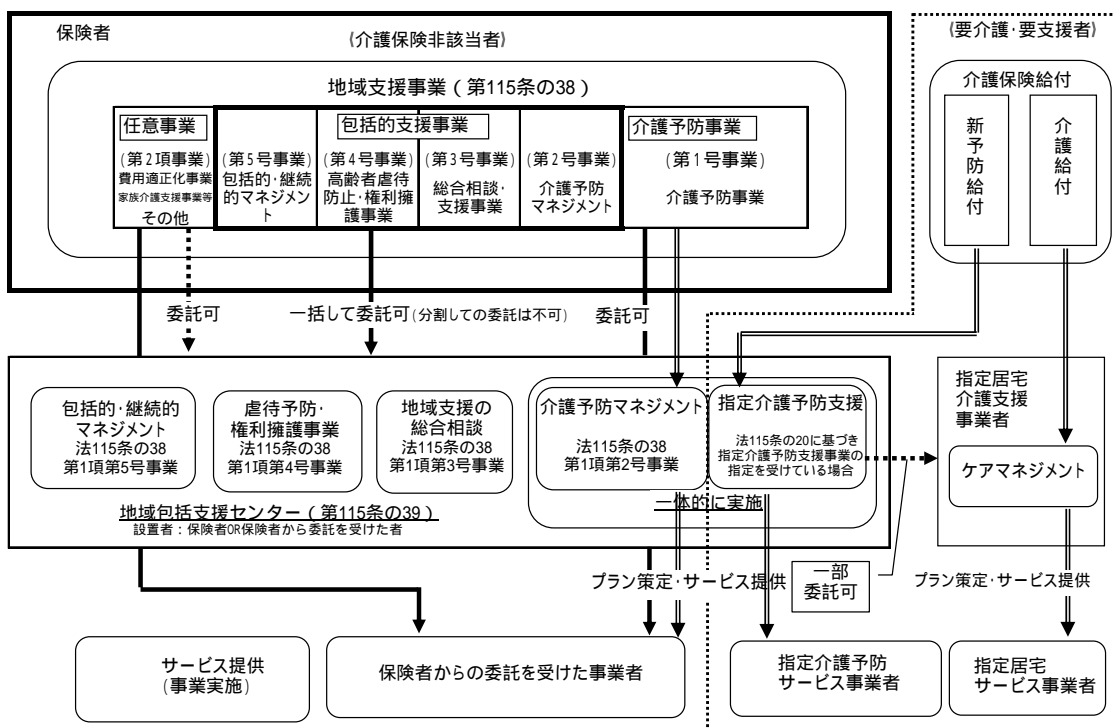 保険者
(介護保険非該当者)
(要介護･要支援者)
地域支援事業(第115条の38)
介護保険給付
任意事業
包括的支援事業
介護予防事業
(第2項事業)
費用適正化事業
家族介護支援事業等
その他
(第5号事業)
包括的･継続
的マネジメン
ト
(第4号事業)
高齢者虐待
防止･権利擁
護事業
(第3号事業)
総合相談･
支援事業
(第2号事業)
介護予防
マネジメント
(第1号事業)
介護予防事業
新予防給付
介護給付
委託可
一括して委託可(分割しての委託は不可)
委託可
包括的･継続的
マネジメント
法115条の38
第1項第5号事業
虐待予防･
権利擁護事業
法115条の38
第1項第4号事業
地域支援の
総合相談
法115条の38
第1項第3号事業
介護予防マネジメント
法115条の38
第1項第2号事業
指定介護予防支援
法115条の20に基づき
指定介護予防支援事業の
指定を受けている場合
一体的に実施
指定居宅
介護支援
事業者
ケアマネジメント
地域包括支援センター(第115条の39)
設置者:保険者OR保険者から委託を受けた者
プラン策定･サービス提供
一部
委託可
プラン策定･サービス提供
サービス提供
(事業実施)
保険者からの委託を受けた事業者
指定介護予防
サービス事業者
指定居宅
サービス事業者